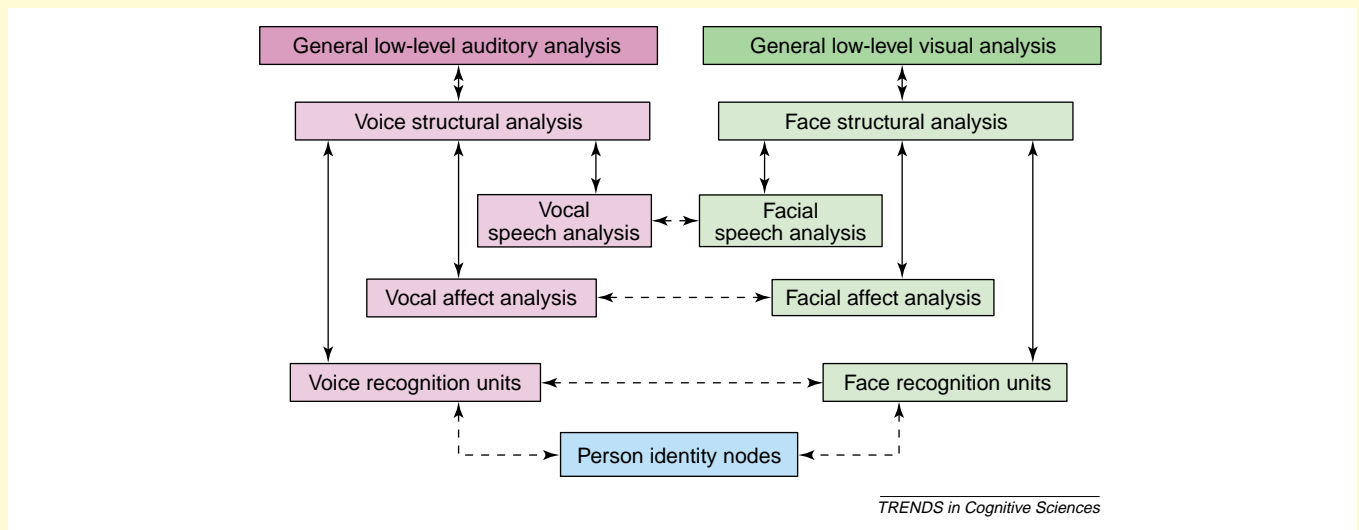 General low-level auditory analysis
General low-level visual analysis
Voice structural analysis
Face structural analysis
Vocal
speech analysis
Facial
speech analysis
Vocal affect analysis
Facial affect analysis
Voice recognition units
Face recognition units
Person identity nodes
TRENDS in Cognitive Sciences